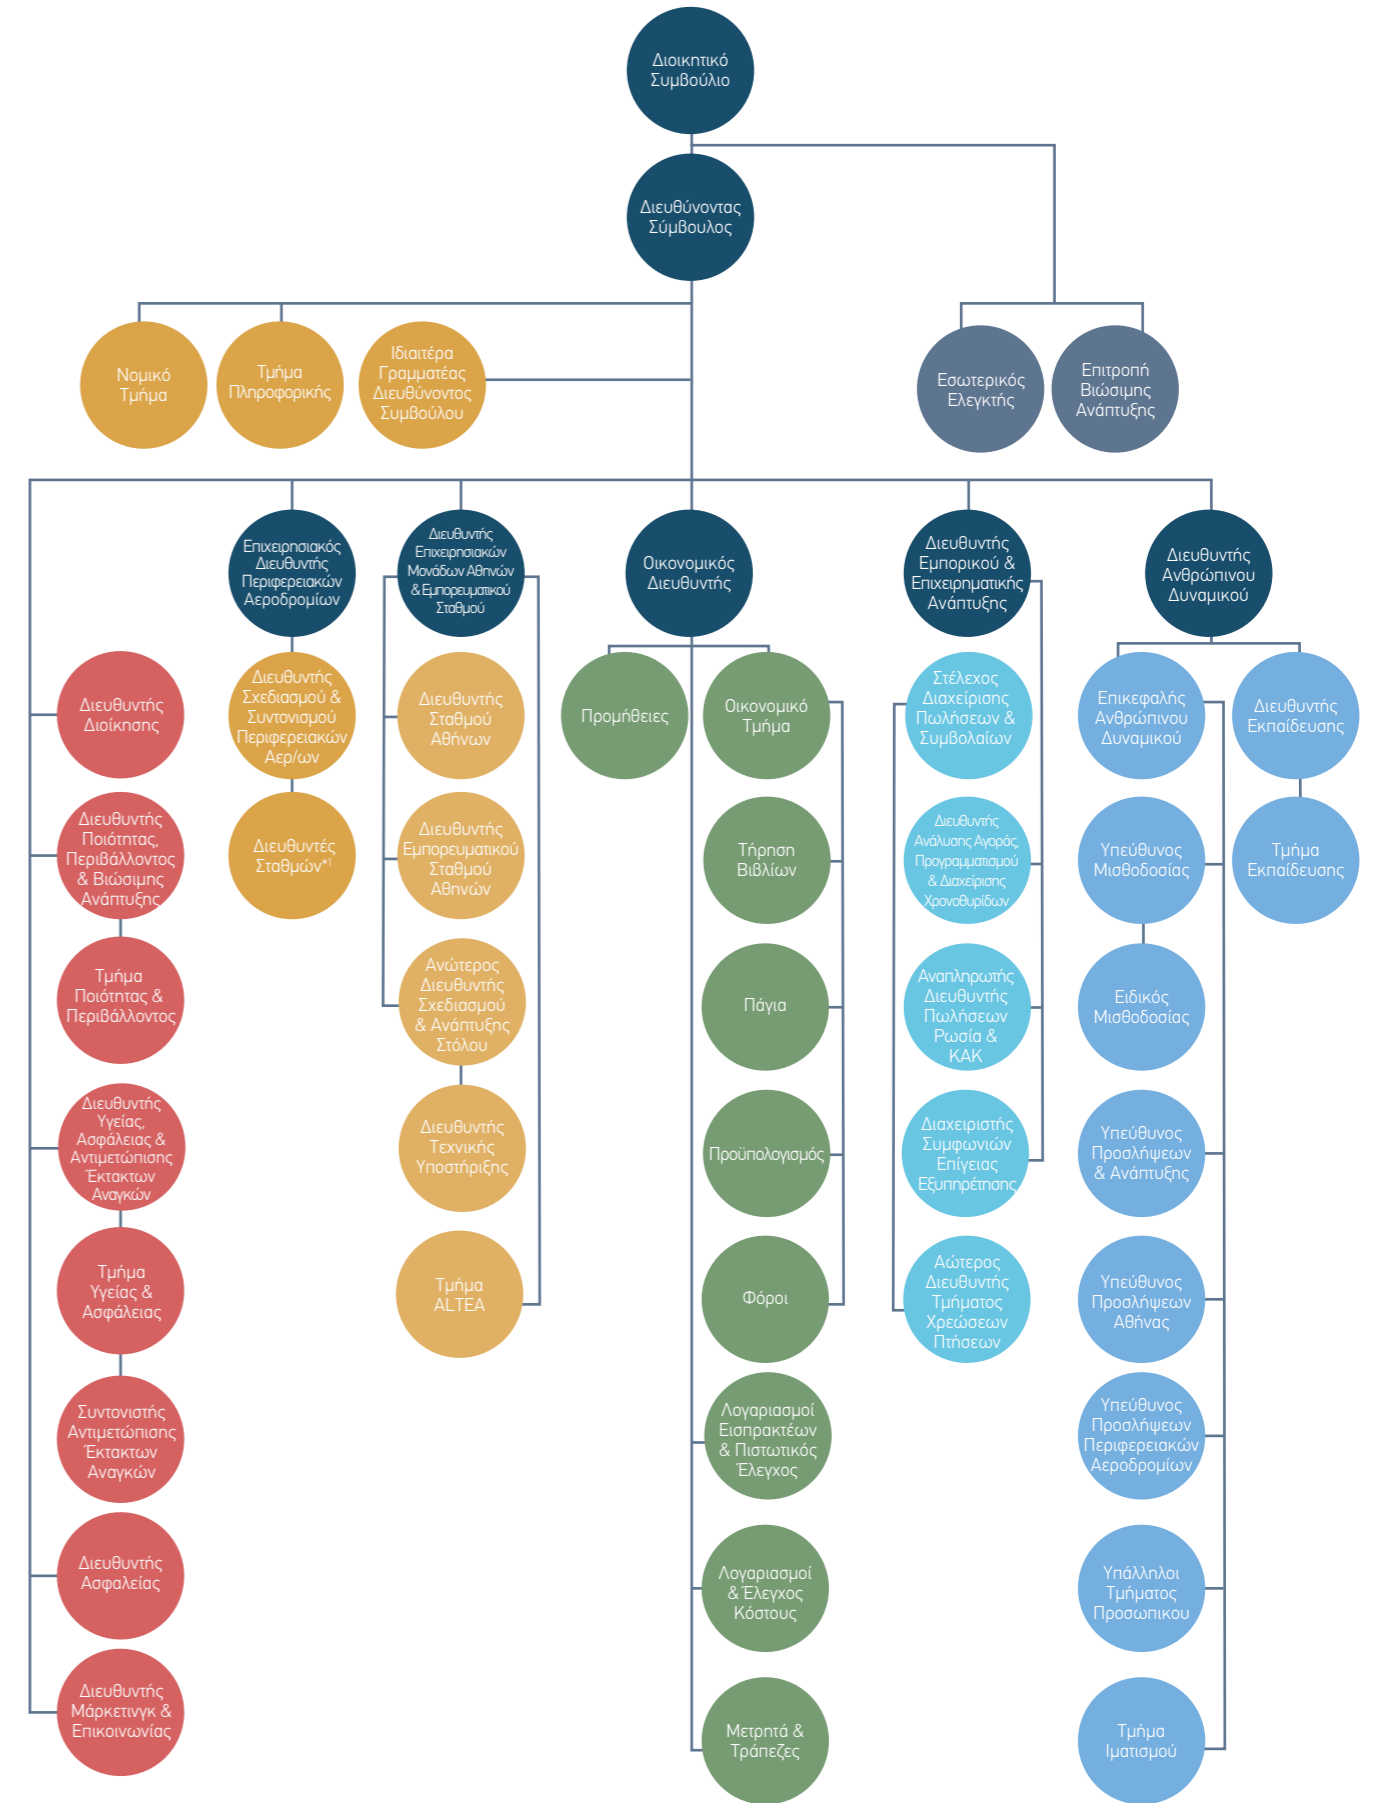 Διοικητικό
Συμβούλιο
Διευθύνοντας
Σύμβουλος
Νομικό
Τμήμα
Τμήμα
Πληροφορικής
Ιδιαιτέρα
Γραμματέας
Διευθύνοντος
Συμβούλου
Εσωτερικός
Ελεγκτής
Επιτροπή
Βιώσιμης
Ανάπτυξης
Επιχειρησιακός
Διευθυντής
Περιφερειακών
Αεροδρομίων
Διευθυντής
Επιχειρησιακών
Μονάδων Αθηνών
& Εμπορευματικού
Σταθμού
Οικονομικός
Διευθυντής
Διευθυντής
Εμπορικού &
Επιχειρηματικής
Ανάπτυξης
Διευθυντής
Ανθρώπινου
Δυναμικού
Διευθυντής
Διοίκησης
Διευθυντής
Ποιότητας,
Περιβάλλοντος
& Βιώσιμης
Ανάπτυξης
Τμήμα
Ποιότητας &
Περιβάλλοντος
Διευθυντής
Υγείας,
Ασφάλειας &
Αντιμετώπισης
Έκτακτων
Αναγκών
Τμήμα
Υγείας &
Ασφάλειας
Συντονιστής
Αντιμετώπισης
Έκτακτων
Αναγκών
Διευθυντής
Ασφαλείας
Διευθυντής
Μάρκετινγκ &
Επικοινωνίας
Διευθυντής
Σχεδιασμού &
Συντονισμού
Περιφερειακών
Αερ/ων
Διευθυντές
Σταθμών*¹
Διευθυντής
Σταθμού
Αθήνων
Διευθυντής
Εμπορευματικού
Σταθμού
Αθηνών
Ανώτερος
Διευθυντής
Σχεδιασμού
& Ανάπτυξης
Στόλου
Διευθυντής
Τεχνικής
Υποστήριξης
Τμήμα
ALTEA
Προμήθειες
Οικονομικό
Τμήμα
Τήρηση
Βιβλίων
Πάγια
Προϋπολογισμός
Φόροι
Λογαριασμοί
Εισπρακτέων
& Πιστωτικός
Έλεγχος
Λογαριασμοί
& Έλεγχος
Κόστους
Μετρητά &
Τράπεζες
Στέλεχος
Διαχείρισης
Πωλήσεων &
Συμβολαίων
Διευθυντής
Ανάλυσης Αγοράς,
Προγραμματισμού
& Διαχείρισης
Χρονοθυρίδων
Αναπληρωτής
Διευθυντής
Πωλήσεων
Ρωσία &
ΚΑΚ
Διαχειριστής
Συμφωνιών
Επίγειας
Εξυπηρέτησης
Αώτερος
Διευθυντής
Τμήματος
Χρεώσεων
Πτήσεων
Επικεφαλής
Ανθρώπινου
Δυναμικού
Υπεύθυνος
Μισθοδοσίας
Ειδικός
Μισθοδοσίας
Υπεύθυνος
Προσλήψεων
& Ανάπτυξης
Υπεύθυνος
Προσλήψεων
Αθήνας
Υπεύθυνος
Προσλήψεων
Περιφερειακών
Αεροδρομίων
Υπάλληλοι
Τμήματος
Προσωπικου
Τμήμα
Ιματισμού
Διευθυντής
Εκπαίδευσης
Τμήμα
Εκπαίδευσης